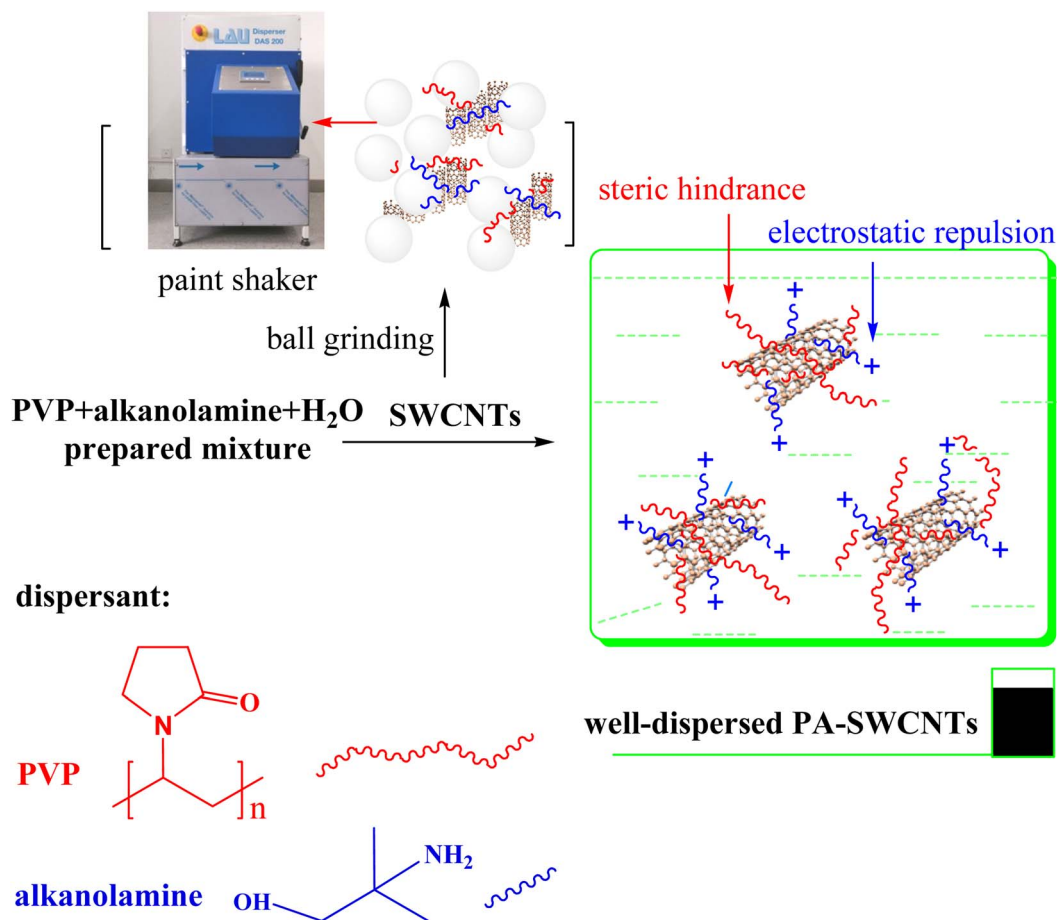 LAU Disperser
DAS 200
paint shaker
ball grinding
PVP+alkanolamine+H₂O
prepared mixture
SWCNTs
steric hindrance
electrostatic repulsion
+
+
+
+
+
+
+
+
+
+
+
well-dispersed PA-SWCNTs
dispersant:
O
N
PVP
n
NH₂
alkanolamine
OH